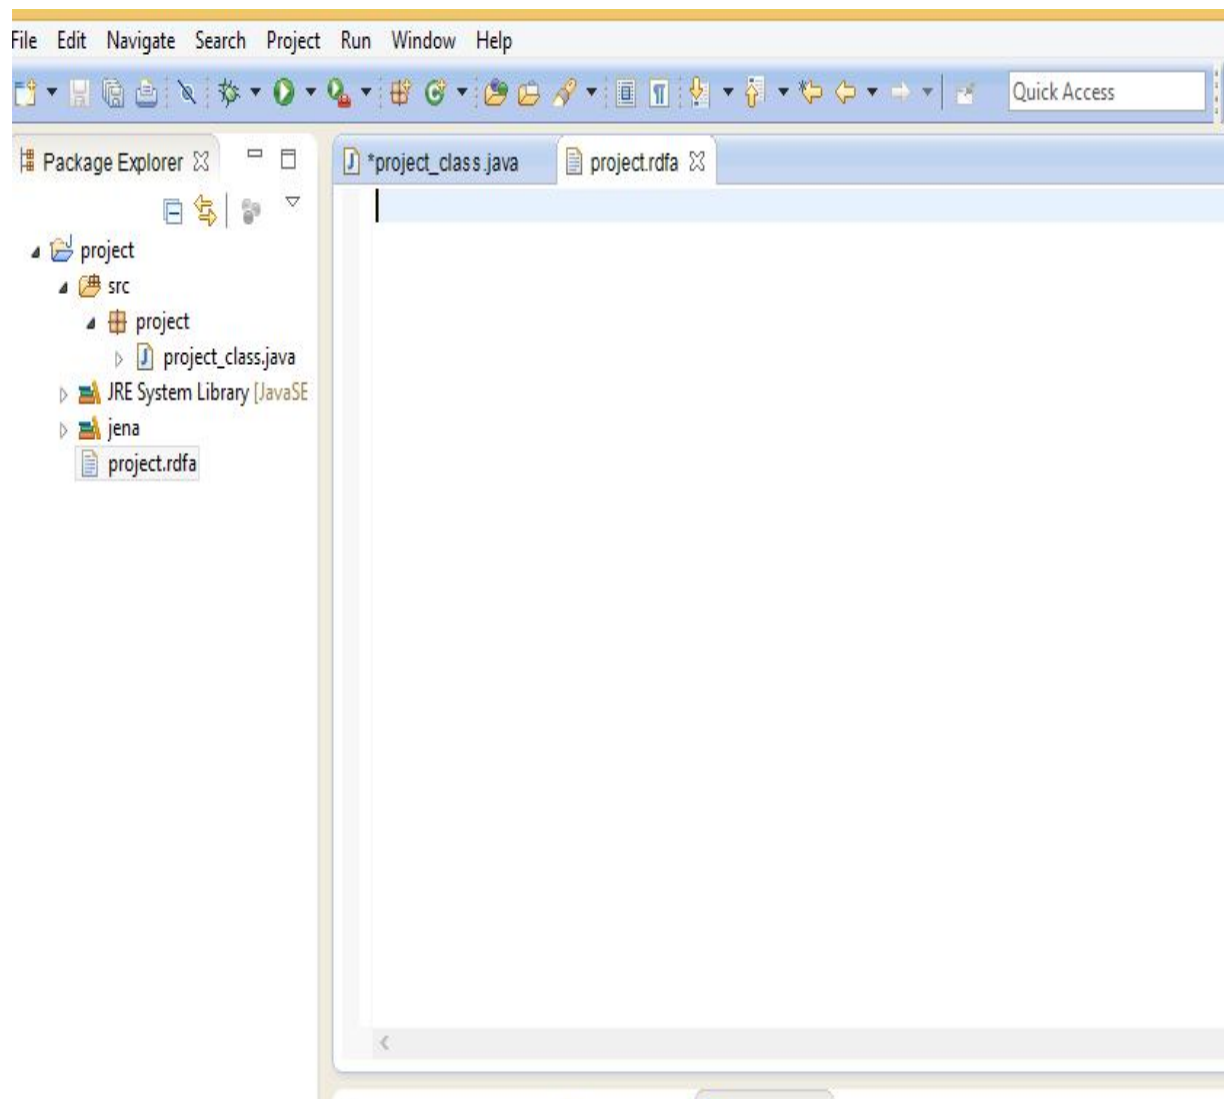 File Edit Navigate Search Project Run Window Help
Quick Access
Package Explorer
*project_class.java project.rdfa
project
src
project
project_class.java
JRE System Library [JavaSE
jena
project.rdfa